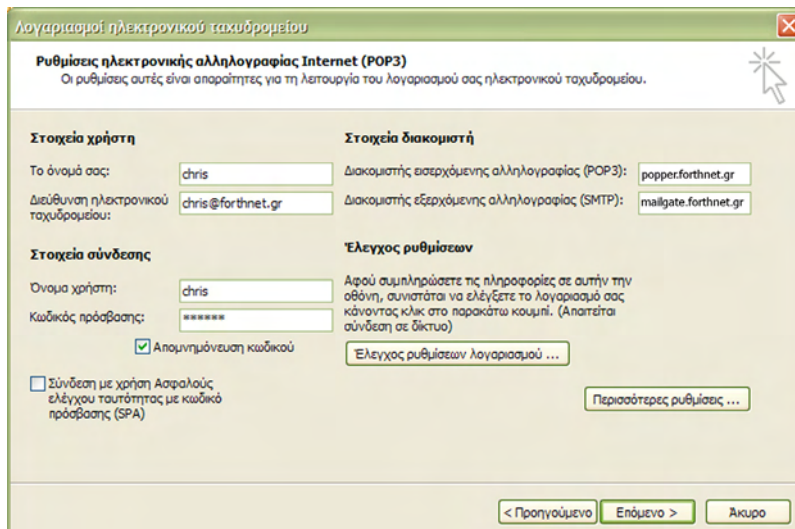 Λογαριασμοί ηλεκτρονικού ταχυδρομείου
Ρυθμίσεις ηλεκτρονικής αλληλογραφίας Internet (POP3)
Οι ρυθμίσεις αυτές είναι απαραίτητες για τη λειτουργία του λογαριασμού σας ηλεκτρονικού ταχυδρομείου.
Στοιχεία χρήστη
Το όνομά σας:
chris
Διεύθυνση ηλεκτρονικού
ταχυδρομείου:
chris@forthnet.gr
Στοιχεία διακομιστή
Διακομιστής εισερχόμενης αλληλογραφίας (POP3):
popper.forthnet.gr
Διακομιστής εξερχόμενης αλληλογραφίας (SMTP):
mailgate.forthnet.gr
Στοιχεία σύνδεσης
Όνομα χρήστη:
chris
Κωδικός πρόσβασης:
******
Απομνημόνευση κωδικού
Σύνδεση με χρήση Ασφαλούς
ελέγχου ταυτότητας με κωδικό
πρόσβασης (SPA)
Έλεγχος ρυθμίσεων
Αφού συμπληρώσετε τις πληροφορίες σε αυτήν την
οθόνη, συνιστάται να ελέγξετε το λογαριασμό σας
κάνοντας κλικ στο παρακάτω κουμπί. (Απαιτείται
σύνδεση σε δίκτυο)
Έλεγχος ρυθμίσεων λογαριασμού ...
Περισσότερες ρυθμίσεις ...
< Προηγούμενο
Επόμενο >
Άκυρο